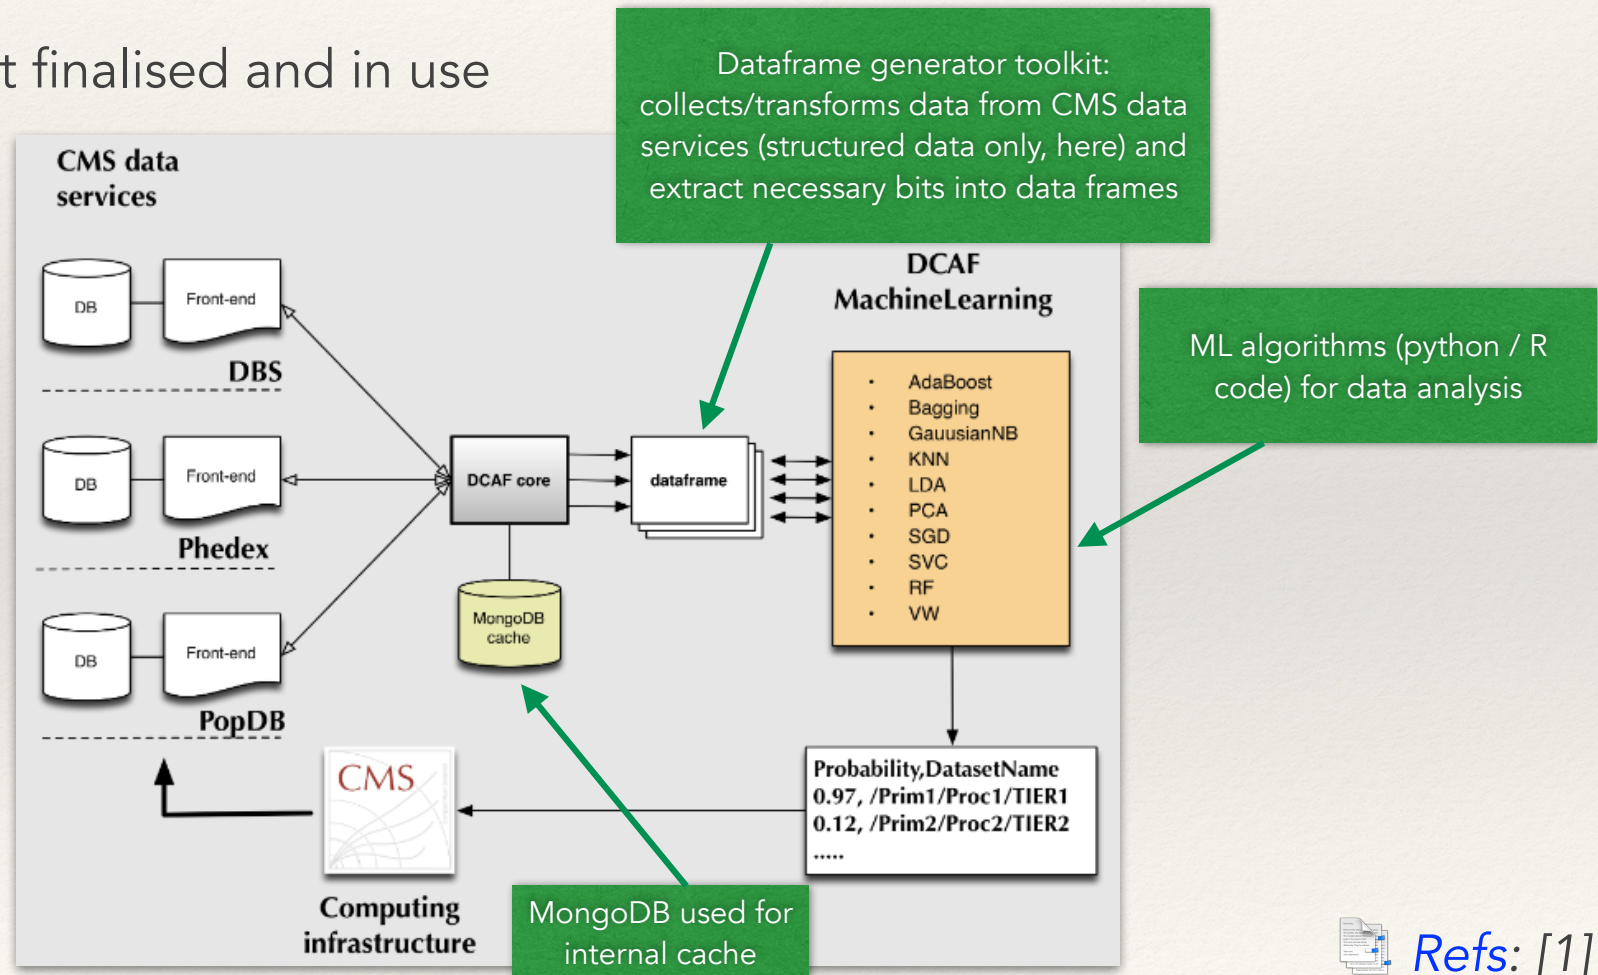 t finalised and in use
Dataframe generator toolkit:
collects/transforms data from CMS data
services (structured data only, here) and
extract necessary bits into data frames
CMS data
services
DB
Front-end
DBS
DB
Front-end
Phedex
DB
Front-end
PopDB
DCAF core
MongoDB
cache
dataframe
DCAF
MachineLearning
• AdaBoost
• Bagging
• GauusianNB
• KNN
• LDA
• PCA
• SGD
• SVC
• RF
• VW
ML algorithms (python / R
code) for data analysis
Probability,DatasetName
0.97, /Prim1/Proc1/TIER1
0.12, /Prim2/Proc2/TIER2
.....
CMS
Computing
infrastructure
MongoDB used for
internal cache
Refs: [1]